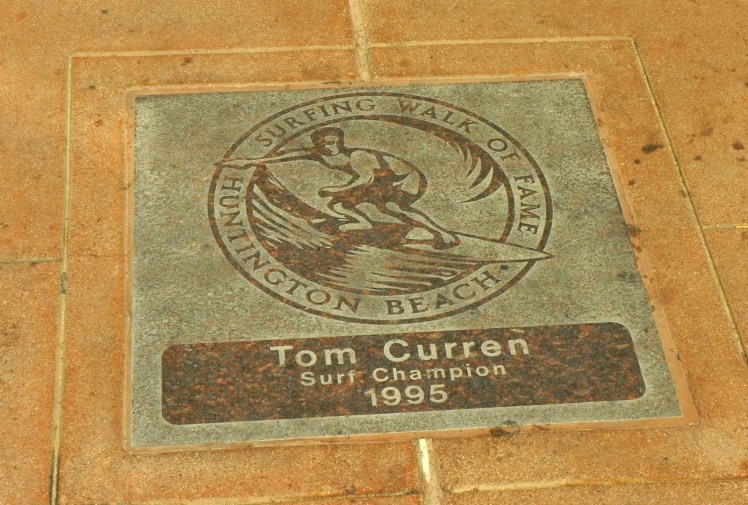 SURFING WALK OF FAME
HUNTINGTON BEACH
Tom Curren
Surf Champion
1995